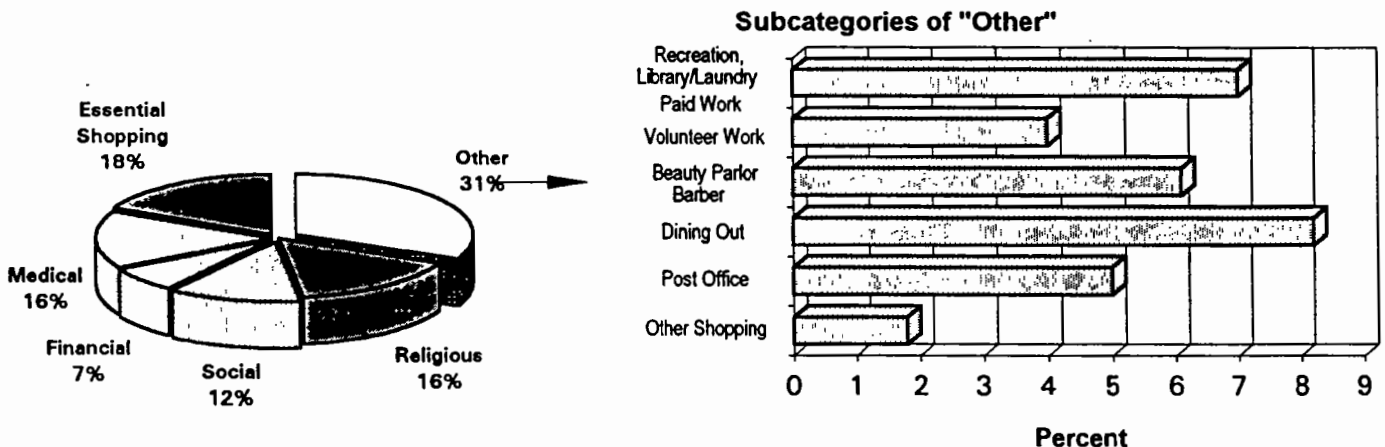 Essential
Shopping
18%
Other
31%
Medical
16%
Financial
7%
Social
12%
Religious
16%
Subcategories of "Other"
Recreation,
Library/Laundry
Paid Work
Volunteer Work
Beauty Parlor
Barber
Dining Out
Post Office
Other Shopping
0 1 2 3 4 5 6 7 8 9
Percent